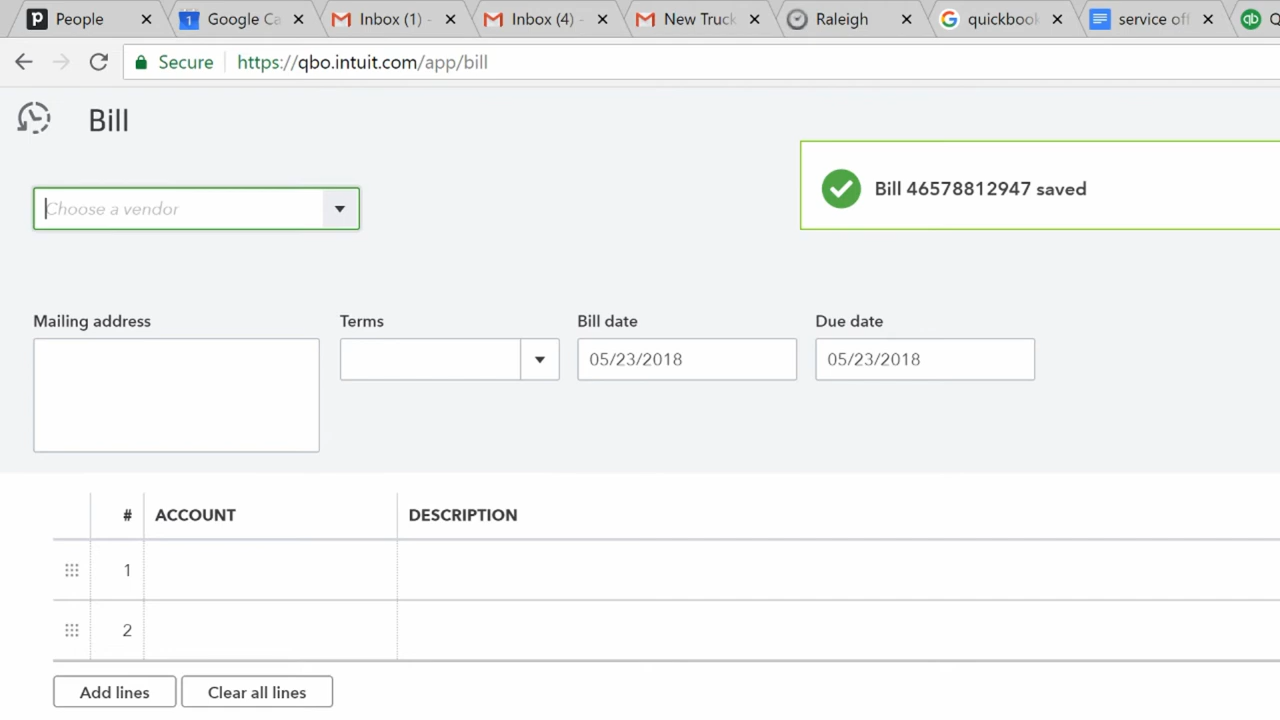 People
Google Ca
Inbox (1) -
Inbox (4) -
New Truck
Raleigh
quickbook
service off
Q
Secure
https://qbo.intuit.com/app/bill
Bill
Bill 46578812947 saved
Choose a vendor
Mailing address
Terms
Bill date
Due date
05/23/2018
05/23/2018
# ACCOUNT DESCRIPTION
1
2
Add lines
Clear all lines